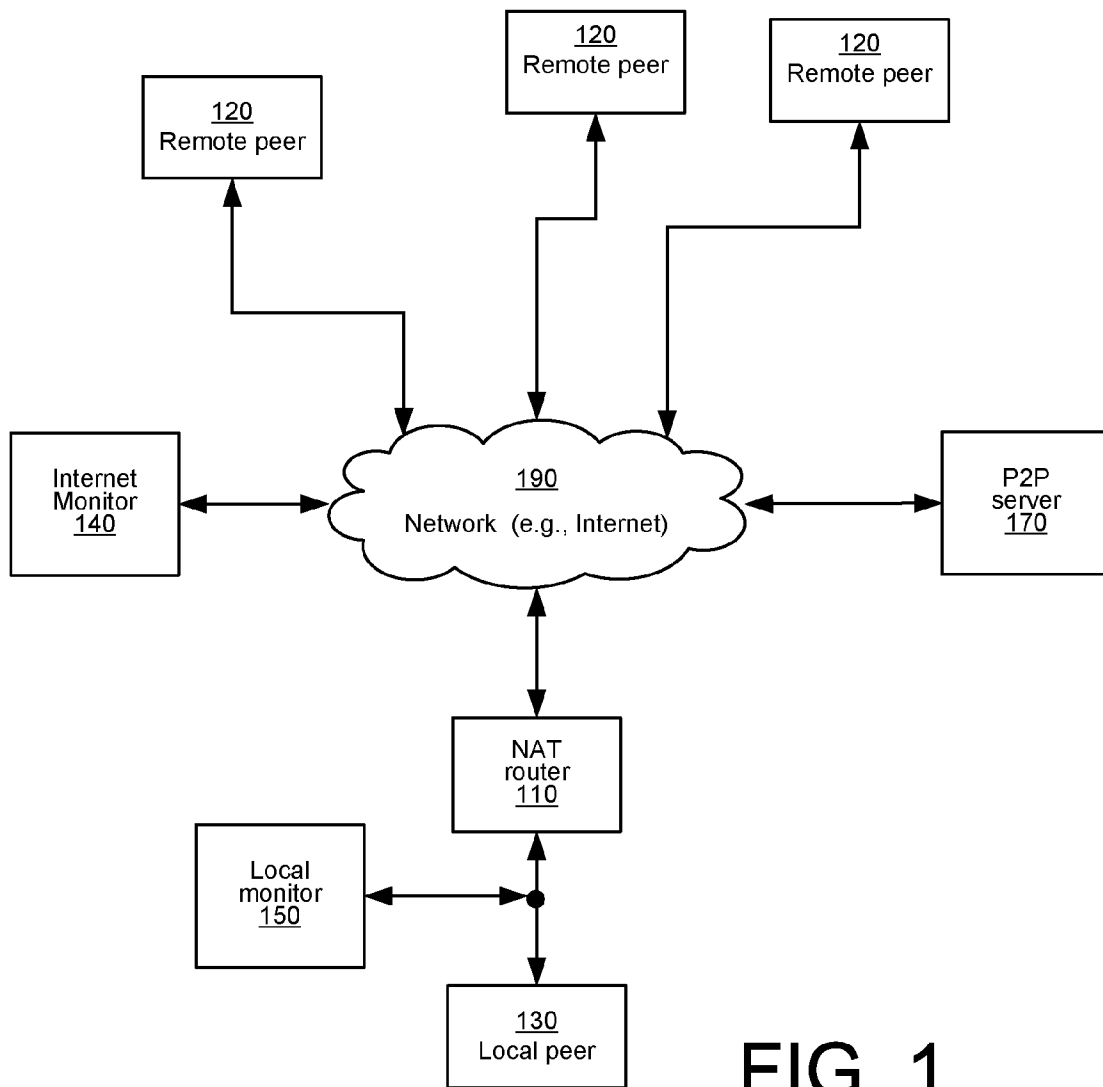 120
Remote peer
120
Remote peer
120
Remote peer
Internet
Monitor
140
190
Network (e.g., Internet)
P2P
server
170
NAT
router
110
Local
monitor
150
130
Local peer
FIG. 1